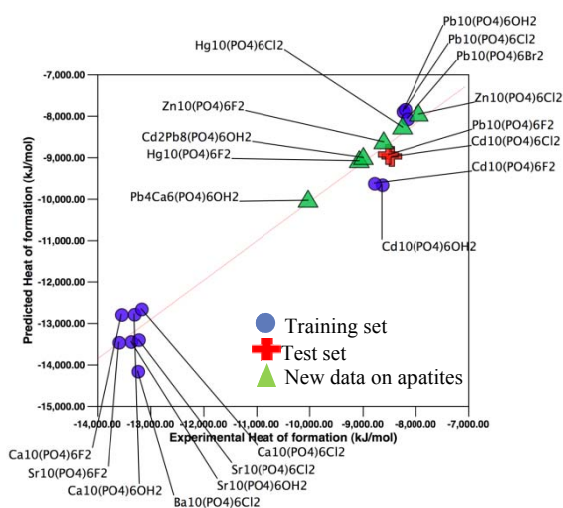 Pb10(PO4)6OH2
Pb10(PO4)6Cl2
Pb10(PO4)6Br2
Hg10(PO4)6Cl2
Zn10(PO4)6Cl2
Zn10(PO4)6F2
Pb10(PO4)6F2
Cd2Pb8(PO4)6OH2
Cd10(PO4)6Cl2
Hg10(PO4)6F2
Cd10(PO4)6F2
Pb4Ca6(PO4)6OH2
Cd10(PO4)6OH2
Predicted Heat of formation (kJ/mol)
-7,000.00
-8,000.00
-9,000.00
-10,000.00
-11,000.00
-12,000.00
-13,000.00
-14,000.00
-15,000.00
Training set
Test set
New data on apatites
-14,000.00 -13,000.00 -12,000.00 -11,000.00 -10,000.00 -9,000.00 -8,000.00 -7,000.00
Experimental Heat of formation (kJ/mol)
Ca10(PO4)6F2
Sr10(PO4)6F2
Ca10(PO4)6OH2
Ba10(PO4)6Cl2
Sr10(PO4)6OH2
Sr10(PO4)6Cl2
Ca10(PO4)6Cl2